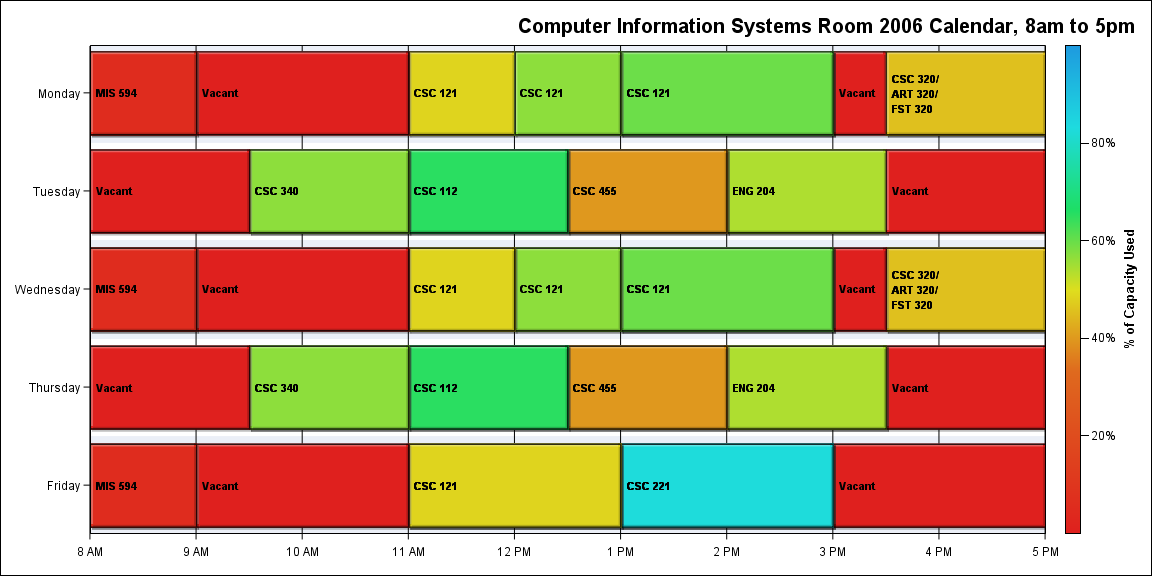 Computer Information Systems Room 2006 Calendar, 8am to 5pm
Monday
MIS 594
Vacant
CSC 121
CSC 121
CSC 121
Vacant
CSC 320/
ART 320/
FST 320
Tuesday
Vacant
CSC 340
CSC 112
CSC 455
ENG 204
Vacant
Wednesday
MIS 594
Vacant
CSC 121
CSC 121
CSC 121
Vacant
CSC 320/
ART 320/
FST 320
Thursday
Vacant
CSC 340
CSC 112
CSC 455
ENG 204
Vacant
Friday
MIS 594
Vacant
CSC 121
CSC 221
Vacant
8 AM
9 AM
10 AM
11 AM
12 PM
1 PM
2 PM
3 PM
4 PM
5 PM
80%
60%
40%
20%
% of Capacity Used